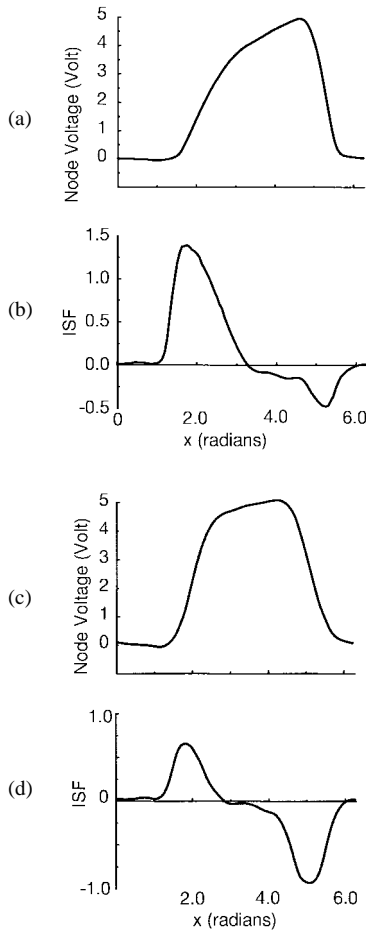 (a)
Node Voltage (Volt)
5
4
3
2
1
0
(b)
ISF
1.5
1.0
0.5
0.0
-0.5
0 2.0 4.0 6.0
x (radians)
(c)
Node Voltage (Volt)
5
4
3
2
1
0
(d)
ISF
1.0
0
-1.0
2.0 4.0 6.0
x (radians)